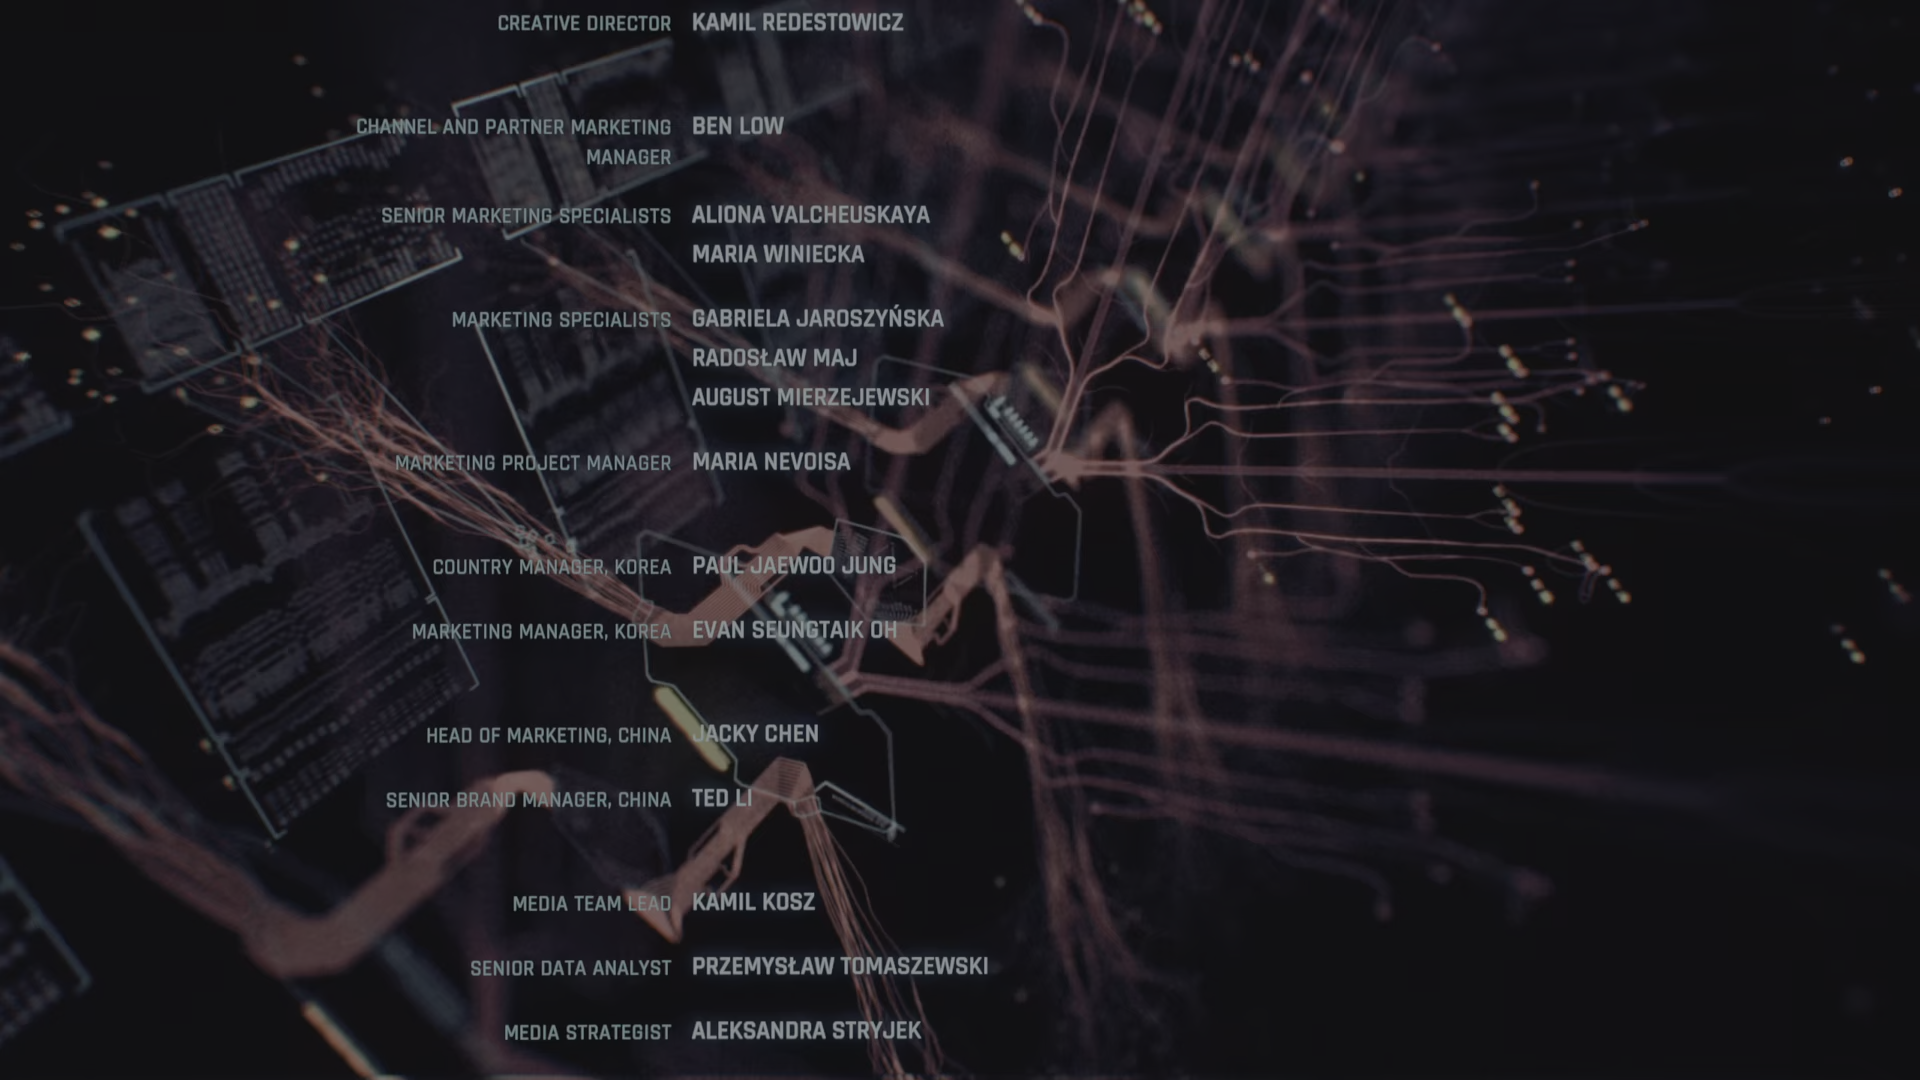 CREATIVE DIRECTOR KAMIL REDESTOWICZ
CHANNEL AND PARTNER MARKETING BEN LOW
MANAGER
SENIOR MARKETING SPECIALISTS ALIONA VALCHEUSKAYA
MARIA WINIECKA
MARKETING SPECIALISTS GABRIELA JAROSZYŃSKA
RADOSŁAW MAJ
AUGUST MIERZEJEWSKI
MARKETING PROJECT MANAGER MARIA NEVOISA
COUNTRY MANAGER, KOREA PAUL JAEWOO JUNG
MARKETING MANAGER, KOREA EVAN SEUNGTAIK OH
HEAD OF MARKETING, CHINA JACKY CHEN
SENIOR BRAND MANAGER, CHINA TED LI
MEDIA TEAM LEAD KAMIL KOSZ
SENIOR DATA ANALYST PRZEMYSŁAW TOMASZEWSKI
MEDIA STRATEGIST ALEKSANDRA STRYJEK